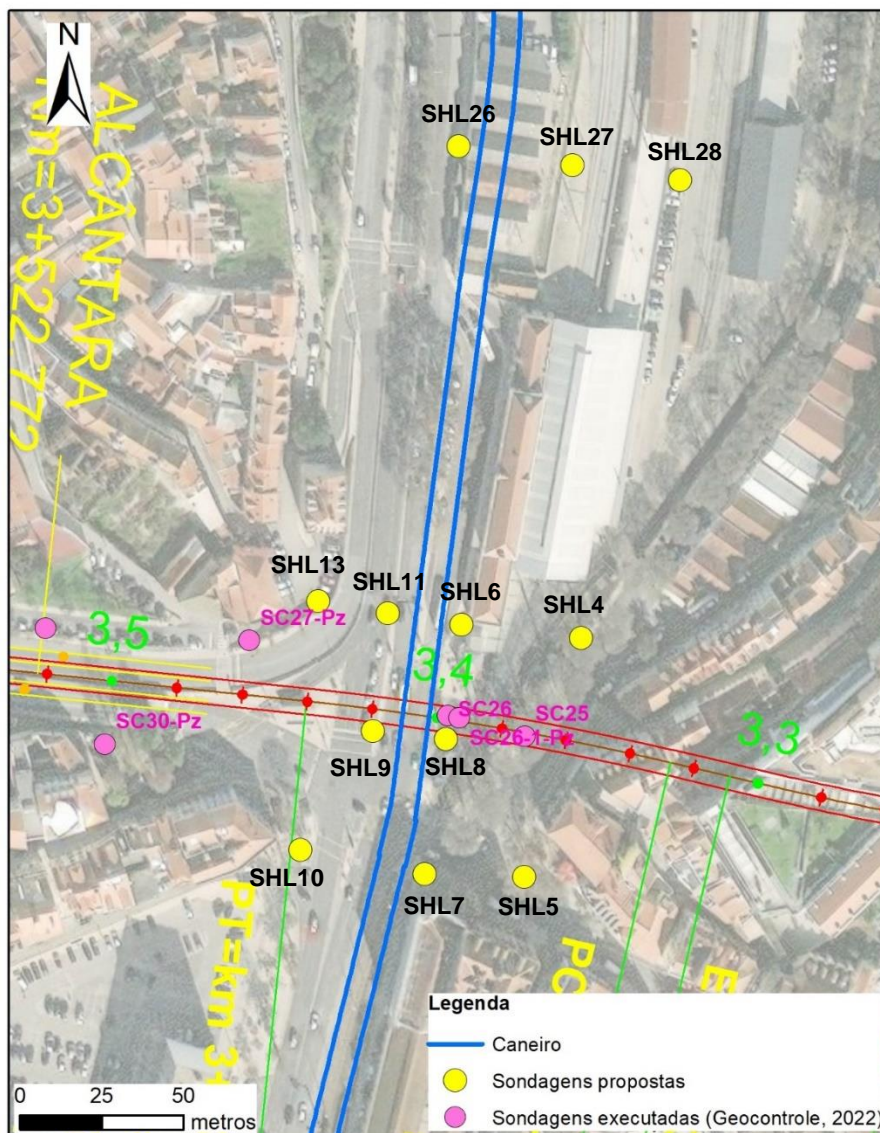 N
ALCÂNTARA
Km=3+522.772
SHL26
SHL27
SHL28
SHL13
SHL11
SHL6
SHL4
SC27-Pz
3,5
3,4
SC26
SC25
SC26-1-Pz
SC30-Pz
3,3
SHL9
SHL8
SHL10
SHL7
SHL5
PT=km 3+
PC
E
Legenda
Caneiro
Sondagens propostas
Sondagens executadas (Geocontrole, 2022)
0 25 50
metros